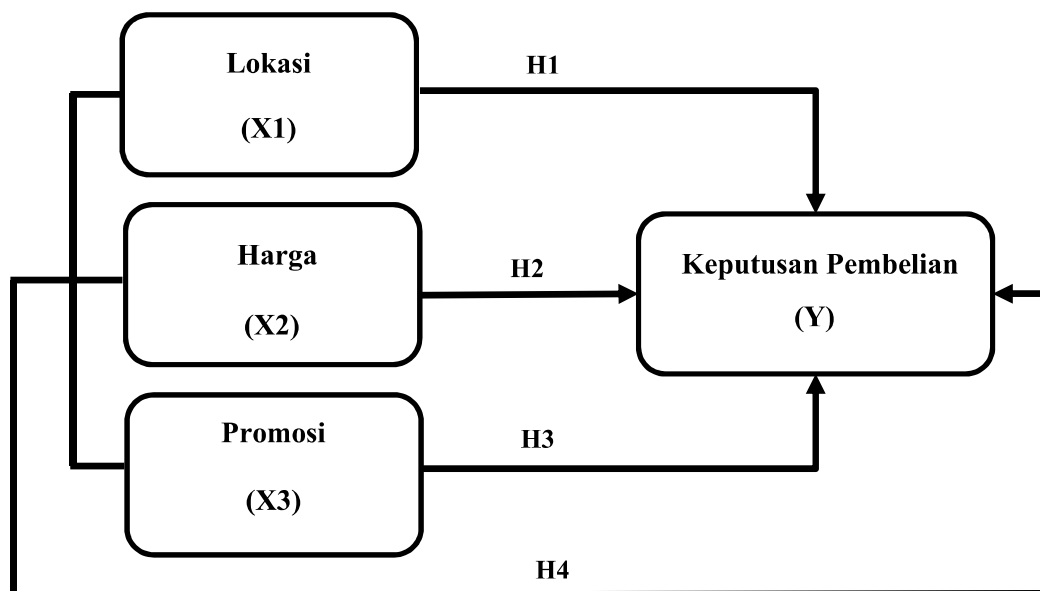 Lokasi
(X1)
H1
Harga
(X2)
H2
Keputusan Pembelian
(Y)
Promosi
(X3)
H3
H4